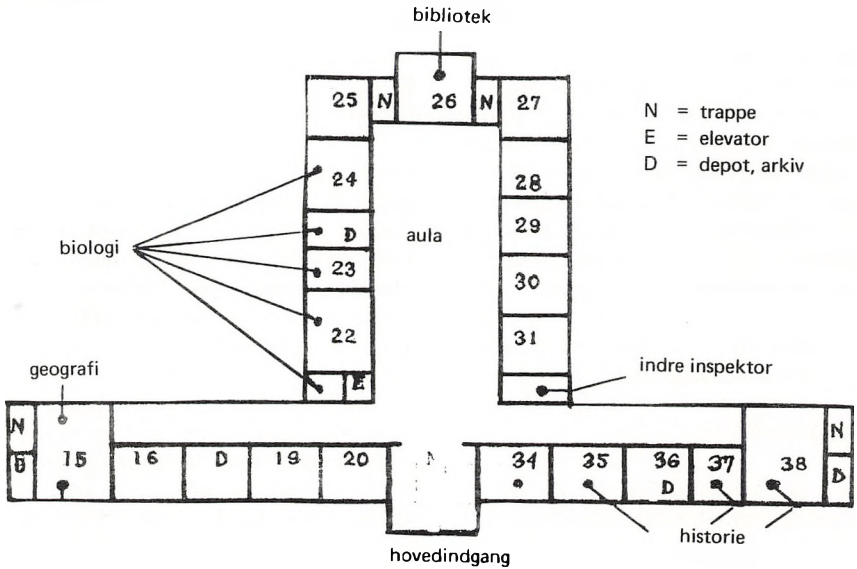 bibliotek
25 N 26 N 27
N = trappe
E = elevator
D = depot, arkiv
24
28
biologi
D
aula
29
23
30
22
31
geografi
E
indre inspektor
N
N
15 16 D 19 20 34 35 36 37 38
D
D
historie
hovedindgang